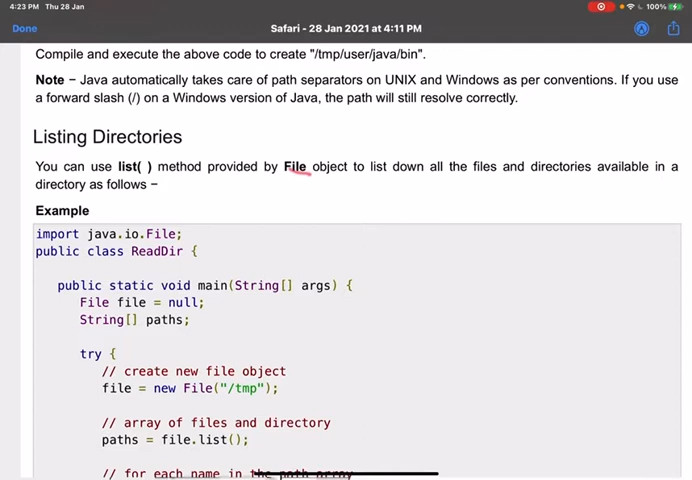 4:23 PM Thu 28 Jan
100%
Done
Safari - 28 Jan 2021 at 4:11 PM
Compile and execute the above code to create "/tmp/user/java/bin".
Note − Java automatically takes care of path separators on UNIX and Windows as per conventions. If you use
a forward slash (/) on a Windows version of Java, the path will still resolve correctly.
Listing Directories
You can use list( ) method provided by File object to list down all the files and directories available in a
directory as follows −
Example
import java.io.File;
public class ReadDir {
public static void main(String[] args) {
File file = null;
String[] paths;
try {
// create new file object
file = new File("/tmp");
// array of files and directory
paths = file.list();
// for each name in the path array